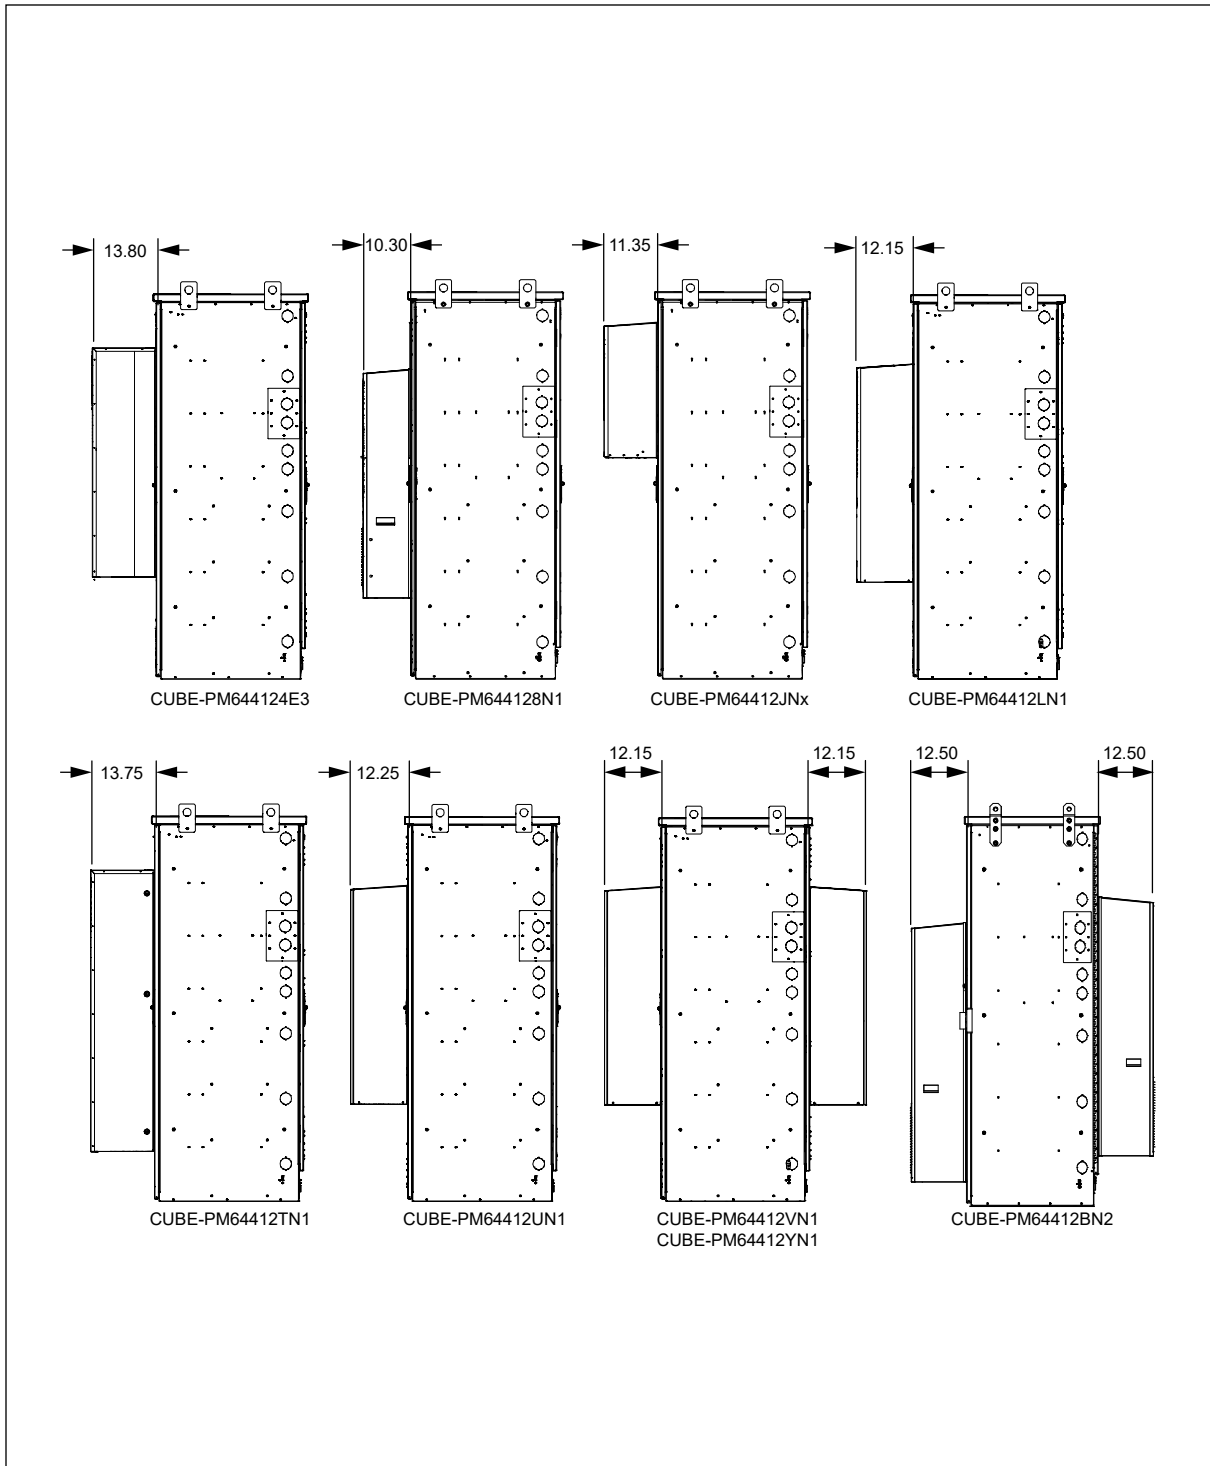 13.80 10.30 11.35 12.15
CUBE-PM644124E3 CUBE-PM644128N1 CUBE-PM64412JNx CUBE-PM64412LN1
13.75 12.25 12.15 12.15 12.50 12.50
CUBE-PM64412TN1 CUBE-PM64412UN1 CUBE-PM64412VN1 CUBE-PM64412BN2
CUBE-PM64412YN1